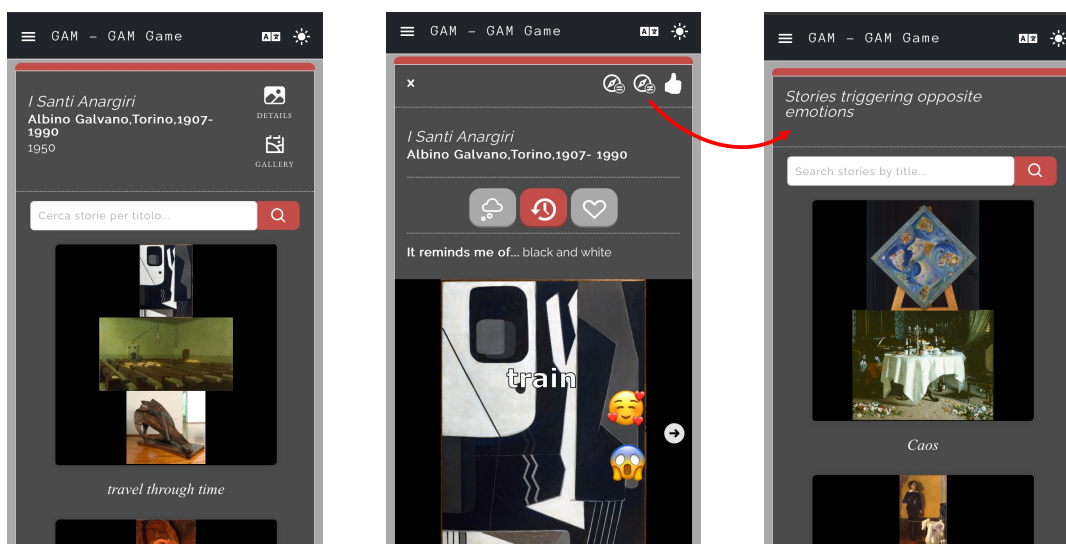 GAM – GAM Game
I Santi Anargiri
Albino Galvano,Torino,1907-
1990
1950
DETAILS
GALLERY
Cerca storie per titolo...
travel through time
GAM – GAM Game
x
I Santi Anargiri
Albino Galvano,Torino,1907- 1990
It reminds me of... black and white
train
GAM – GAM Game
Stories triggering opposite
emotions
Search stories by title...
Caos